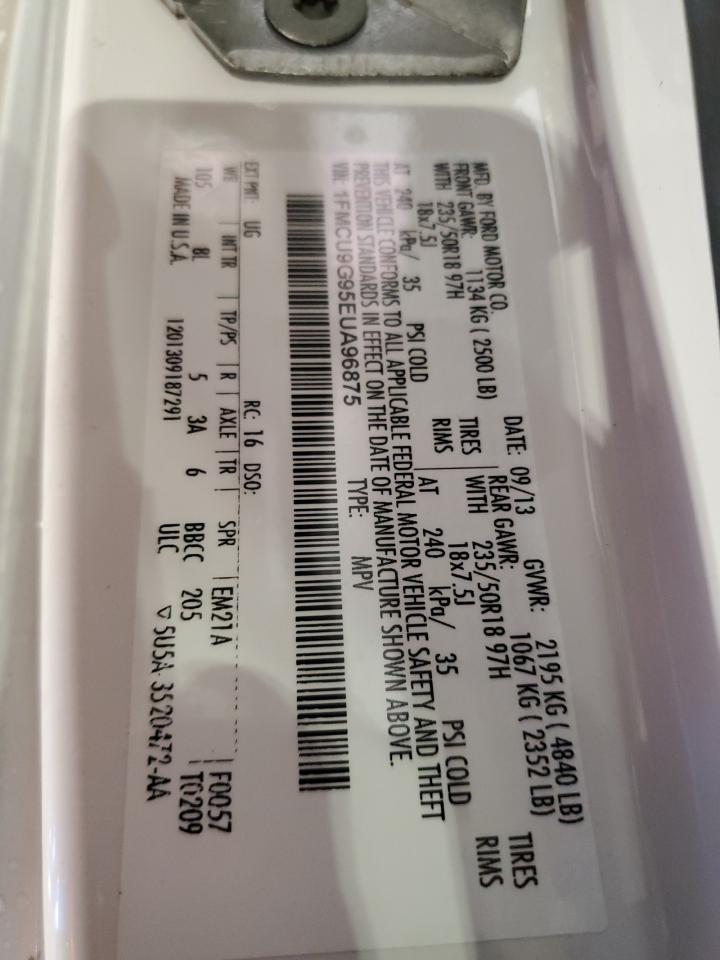 MFD. BY FORD MOTOR CO.
DATE: 09/13 GVWR: 2195 KG ( 4840 LB)
FRONT GAWR: 1134 KG ( 2500 LB) REAR GAWR: 1067 KG ( 2352 LB)
WITH 235/50R18 97H TIRES WITH 235/50R18 97H TIRES
18x7.5J RIMS 18x7.5J RIMS
AT 240 kPa/ 35 PSI COLD AT 240 kPa/ 35 PSI COLD
THIS VEHICLE CONFORMS TO ALL APPLICABLE FEDERAL MOTOR VEHICLE SAFETY AND THEFT
PREVENTION STANDARDS IN EFFECT ON THE DATE OF MANUFACTURE SHOWN ABOVE.
VIN: 1FMCU9G95EUA96875 TYPE: MPV
EXT PNT: UG RC: 16 DSO:
WB INT TR TP/PS R AXLE TR SPR EM21A F0057
105 8L 5 3A 6 BBCC 205 T0209
MADE IN U.S.A. 1201309187291 ULC ▽ 5U5A-3520472-AA